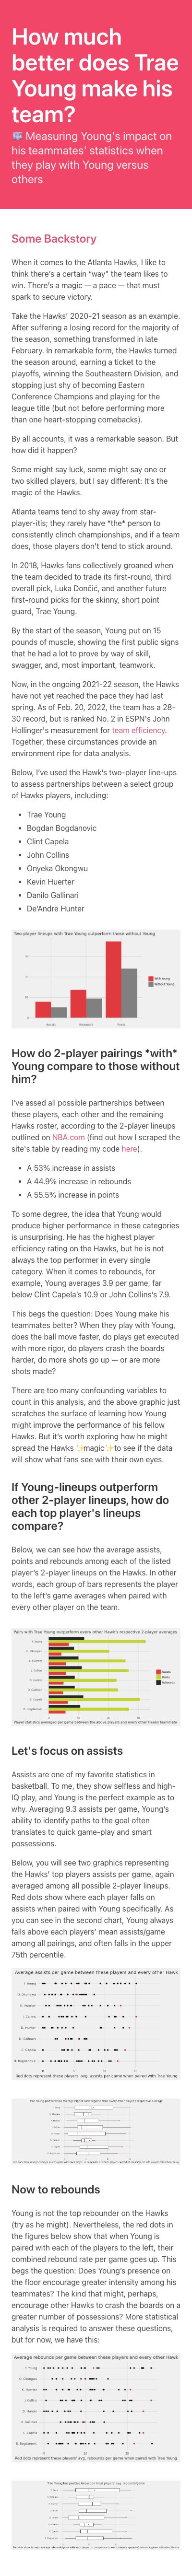 How much
better does Trae
Young make his
team?
Measuring Young's impact on
his teammates' statistics when
they play with Young versus
others
Some Backstory
When it comes to the Atlanta Hawks, I like to
think there's a certain "way" the team likes to
win. There's a magic — a pace — that must
spark to secure victory.
Take the Hawks' 2020-21 season as an example.
After suffering a losing record for the majority of
the season, something transformed in late
February. In remarkable form, the Hawks turned
the season around, earning a ticket to the
playoffs, winning the Southeastern Division, and
stopping just shy of becoming Eastern
Conference Champions and playing for the
league title (but not before performing more
than one heart-stopping comebacks).
By all accounts, it was a remarkable season. But
how did it happen?
Some might say luck, some might say one or
two skilled players, but I say different: It's the
magic of the Hawks.
Atlanta teams tend to shy away from star-
player-itis; they rarely have *the* person to
consistently clinch championships, and if a team
does, those players don't tend to stick around.
In 2018, Hawks fans collectively groaned when
the team decided to trade its first-round, third
overall pick, Luka Dončić, and another future
first-round picks for the skinny, short point
guard, Trae Young.
By the start of the season, Young put on 15
pounds of muscle, showing the first public signs
that he had a lot to prove by way of skill,
swagger, and, most important, teamwork.
Now, in the ongoing 2021-22 season, the Hawks
have not yet reached the pace they had last
spring. As of Feb. 20, 2022, the team has a 28-
30 record, but is ranked No. 2 in ESPN's John
Hollinger's measurement for team efficiency.
Together, these circumstances provide an
environment ripe for data analysis.
Below, I've used the Hawk's two-player line-ups
to assess partnerships between a select group
of Hawks players, including:
• Trae Young
• Bogdan Bogdanovic
• Clint Capela
• John Collins
• Onyeka Okongwu
• Kevin Huerter
• Danilo Gallinari
• De'Andre Hunter
Two-player lineups with Trae Young outperform those without Young
With Young
Without Young
Assists
Rebounds
Points
How do 2-player pairings *with*
Young compare to those without
him?
I've assed all possible partnerships between
these players, each other and the remaining
Hawks roster, according to the 2-player lineups
outlined on NBA.com (find out how I scraped the
site's table by reading my code here).
• A 53% increase in assists
• A 44.9% increase in rebounds
• A 55.5% increase in points
To some degree, the idea that Young would
produce higher performance in these categories
is unsurprising. He has the highest player
efficiency rating on the Hawks, but he is not
always the top performer in every single
category. When it comes to rebounds, for
example, Young averages 3.9 per game, far
below Clint Capela's 10.9 or John Collins's 7.9.
This begs the question: Does Young make his
teammates better? When they play with Young,
does the ball move faster, do plays get executed
with more rigor, do players crash the boards
harder, do more shots go up — or are more
shots made?
There are too many confounding variables to
count in this analysis, and the above graphic just
scratches the surface of learning how Young
might improve the performance of his fellow
Hawks. But it's worth exploring how he might
spread the Hawks ✨magic✨ to see if the data
will show what fans see with their own eyes.
If Young-lineups outperform
other 2-player lineups, how do
each top player's lineups
compare?
Below, we can see how the average assists,
points and rebounds among each of the listed
player's 2-player lineups on the Hawks. In other
words, each group of bars represents the player
to the left's game averages when paired with
every other player on the team.
Pairs with Trae Young outperform every other Hawk's respective 2-player averages
T. Young
O. Okongwu
K. Huerter
J. Collins
D. Hunter
D. Gallinari
C. Capela
B. Bogdanovic
Assists
Points
Rebounds
Player statistics averaged per game between the above players and every other Hawks teammate
Let's focus on assists
Assists are one of my favorite statistics in
basketball. To me, they show selfless and high-
IQ play, and Young is the perfect example as to
why. Averaging 9.3 assists per game, Young's
ability to identify paths to the goal often
translates to quick game-play and smart
possessions.
Below, you will see two graphics representing
the Hawks' top players assists per game, again
averaged among all possible 2-player lineups.
Red dots show where each player falls on
assists when paired with Young specifically. As
you can see in the second chart, Young always
falls above each players' mean assists/game
among all pairings, and often falls in the upper
75th percentile.
Average assists per game between these players and every other Hawk
T. Young
O. Okongwu
K. Huerter
J. Collins
D. Hunter
D. Gallinari
C. Capela
B. Bogdanovic
Red dots represent these players' avg. assists per game when paired with Trae Young
Now to rebounds
Young is not the top rebounder on the Hawks
(try as he might). Nevertheless, the red dots in
the figures below show that when Young is
paired with each of the players to the left, their
combined rebound rate per game goes up. This
begs the question: Does Young's presence on
the floor encourage greater intensity among his
teammates? The kind that might, perhaps,
encourage other Hawks to crash the boards on a
greater number of possessions? More statistical
analysis is required to answer these questions,
but for now, we have this:
Average rebounds per game between these players and every other Hawk
T. Young
O. Okongwu
K. Huerter
J. Collins
D. Hunter
D. Gallinari
C. Capela
B. Bogdanovic
Red dots represent these players' avg. rebounds per game when paired with Trae Young